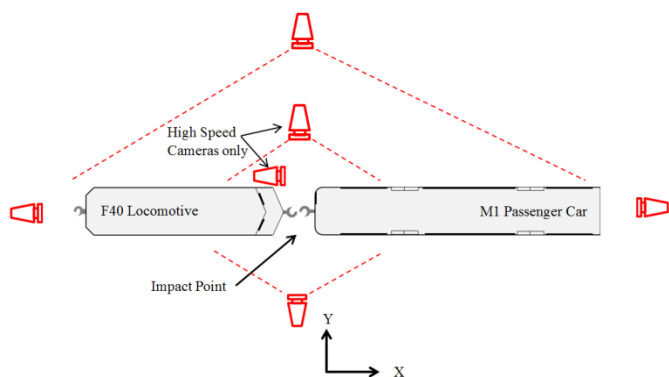 High Speed
Cameras only
F40 Locomotive
M1 Passenger Car
Impact Point
Y
X